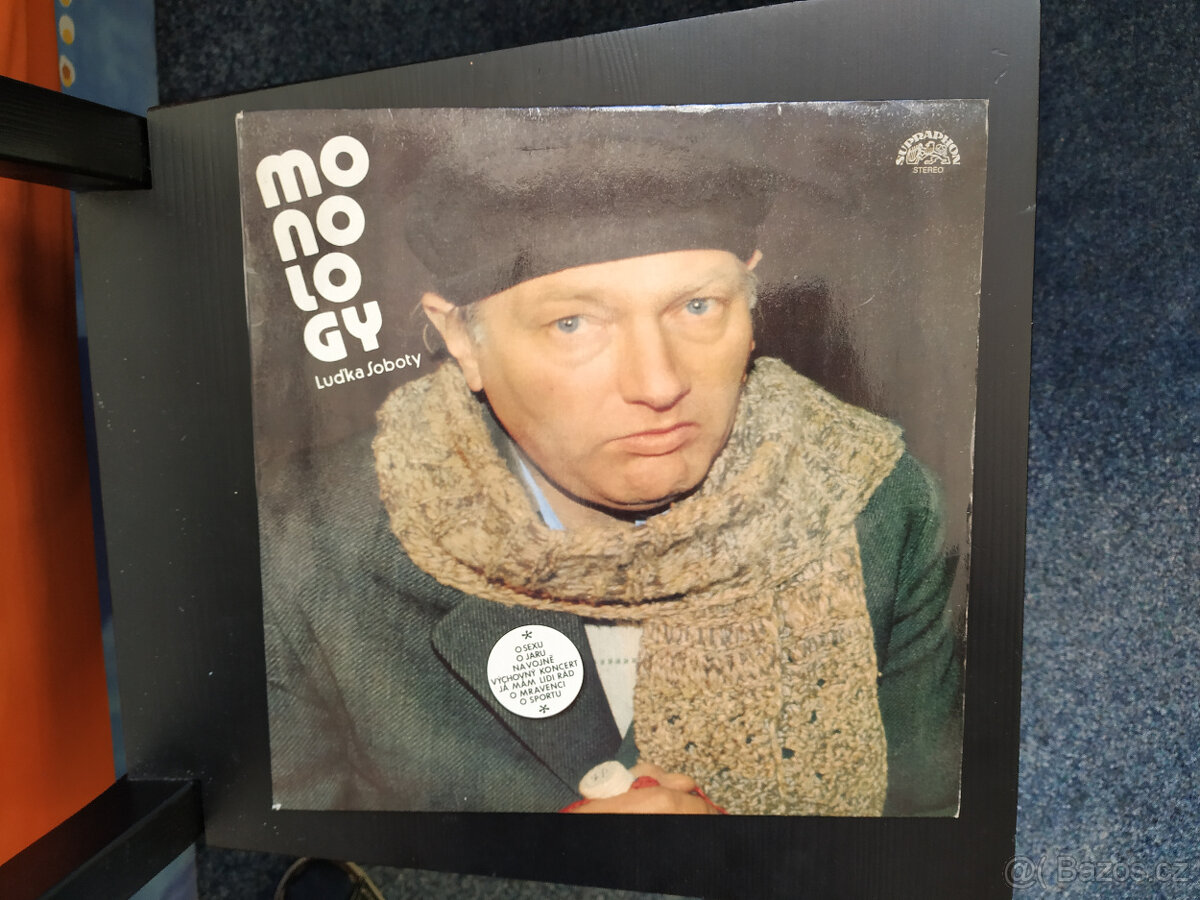 MO
NO
LO
GY
Luďka Soboty
SUPRAPHON
STEREO
*
O SEXU
O JARU
NA VOJNĚ
VÝCHOVNÝ KONCERT
JÁ MÁM LIDI RÁD
O MRAVENCI
O SPORTU
*
@( Bazos.cz